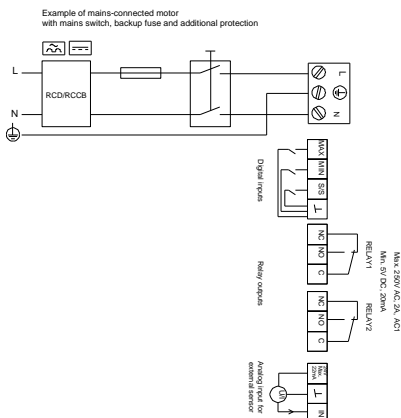 Example of mains-connected motor
with mains switch, backup fuse and additional protection
L
RCD/RCCB
N
L
N
MAX
MIN
S/S
Digital inputs
NC
NO
C
RELAY1
Relay outputs
NC
NO
C
RELAY2
Max. 250V AC, 2A, AC1
Min. 5V DC, 20mA
Max.
22mA
U/I
IN
Analog input for
external sensor